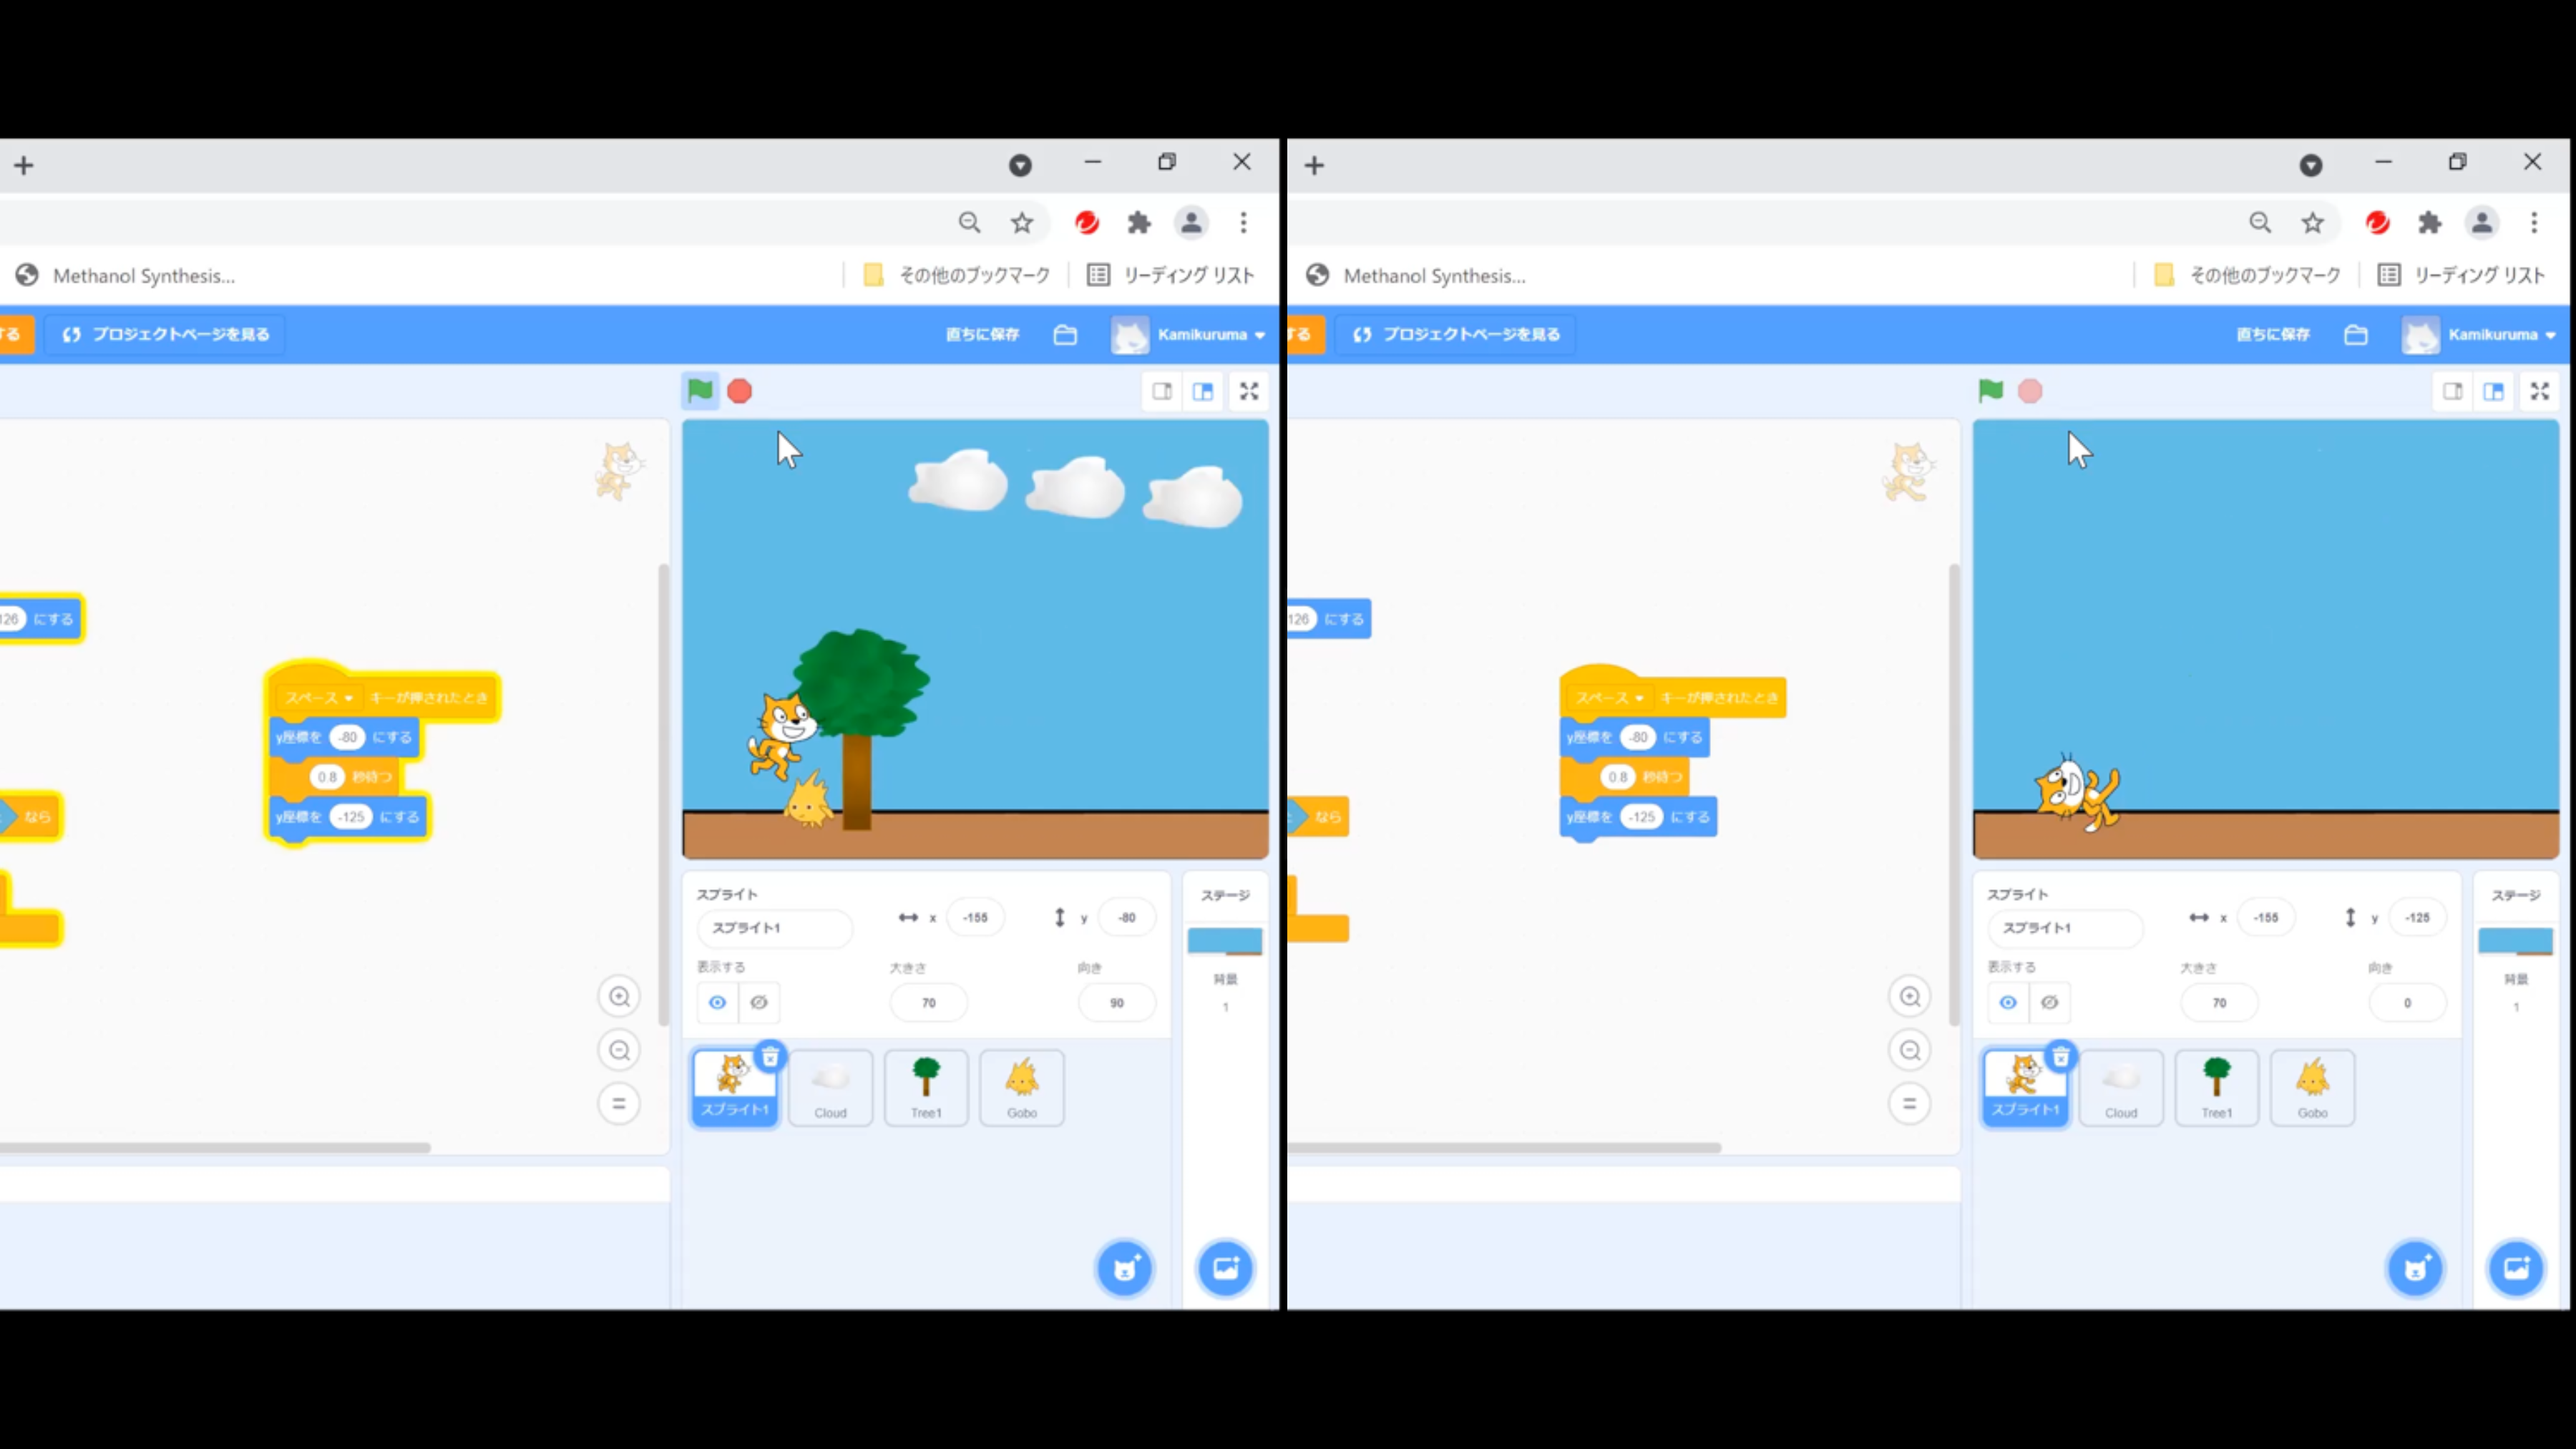 Methanol Synthesis...
その他のブックマーク
リーディング リスト
する
プロジェクトページを見る
直ちに保存
Kamikuruma
126 にする
スペース キーが押されたとき
y座標を -80 にする
0.8 秒待つ
y座標を -125 にする
なら
スプライト
スプライト1
x -155
y -80
表示する
大きさ
70
向き
90
ステージ
背景
1
スプライト1
Cloud
Tree1
Gobo
Methanol Synthesis...
その他のブックマーク
リーディング リスト
する
プロジェクトページを見る
直ちに保存
Kamikuruma
126 にする
スペース キーが押されたとき
y座標を -80 にする
0.8 秒待つ
y座標を -125 にする
なら
スプライト
スプライト1
x -155
y -125
表示する
大きさ
70
向き
0
ステージ
背景
1
スプライト1
Cloud
Tree1
Gobo